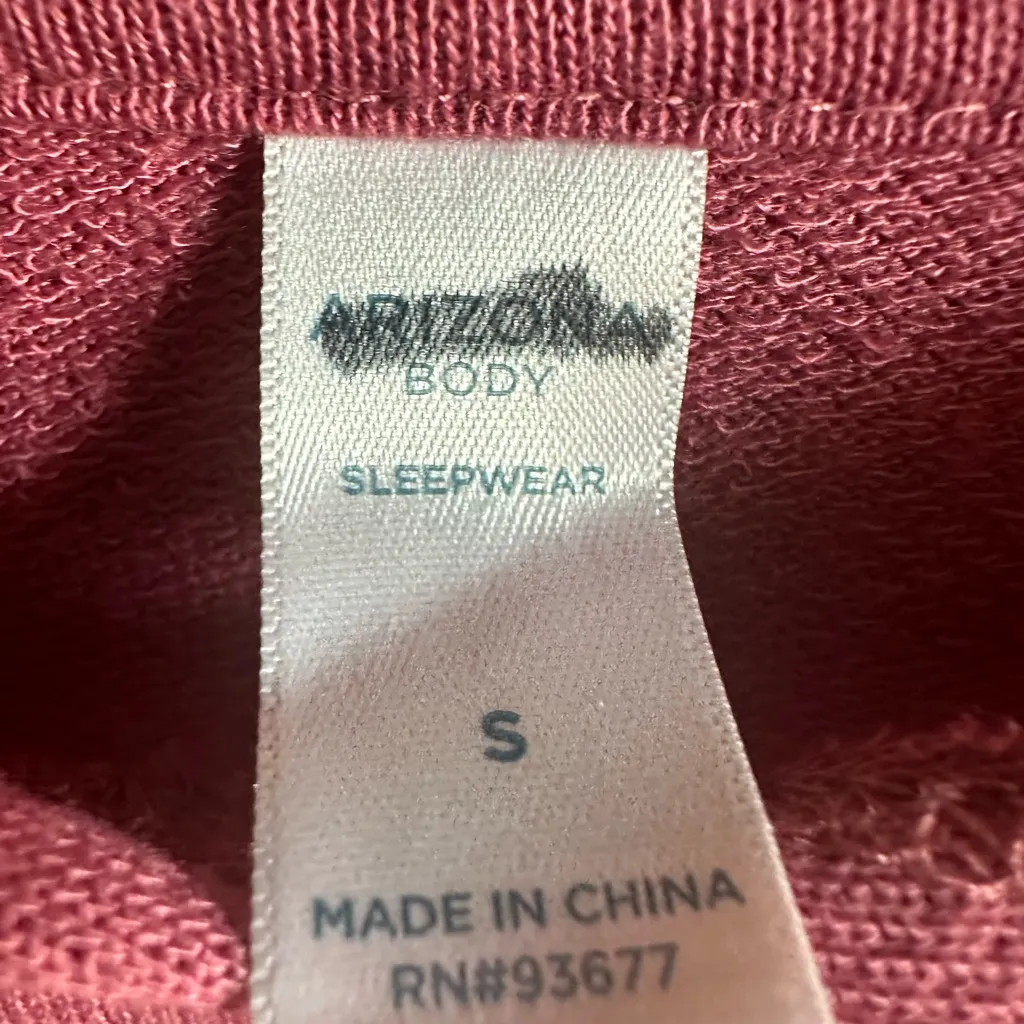 ARIZONA
BODY
SLEEPWEAR
S
MADE IN CHINA
RN#93677